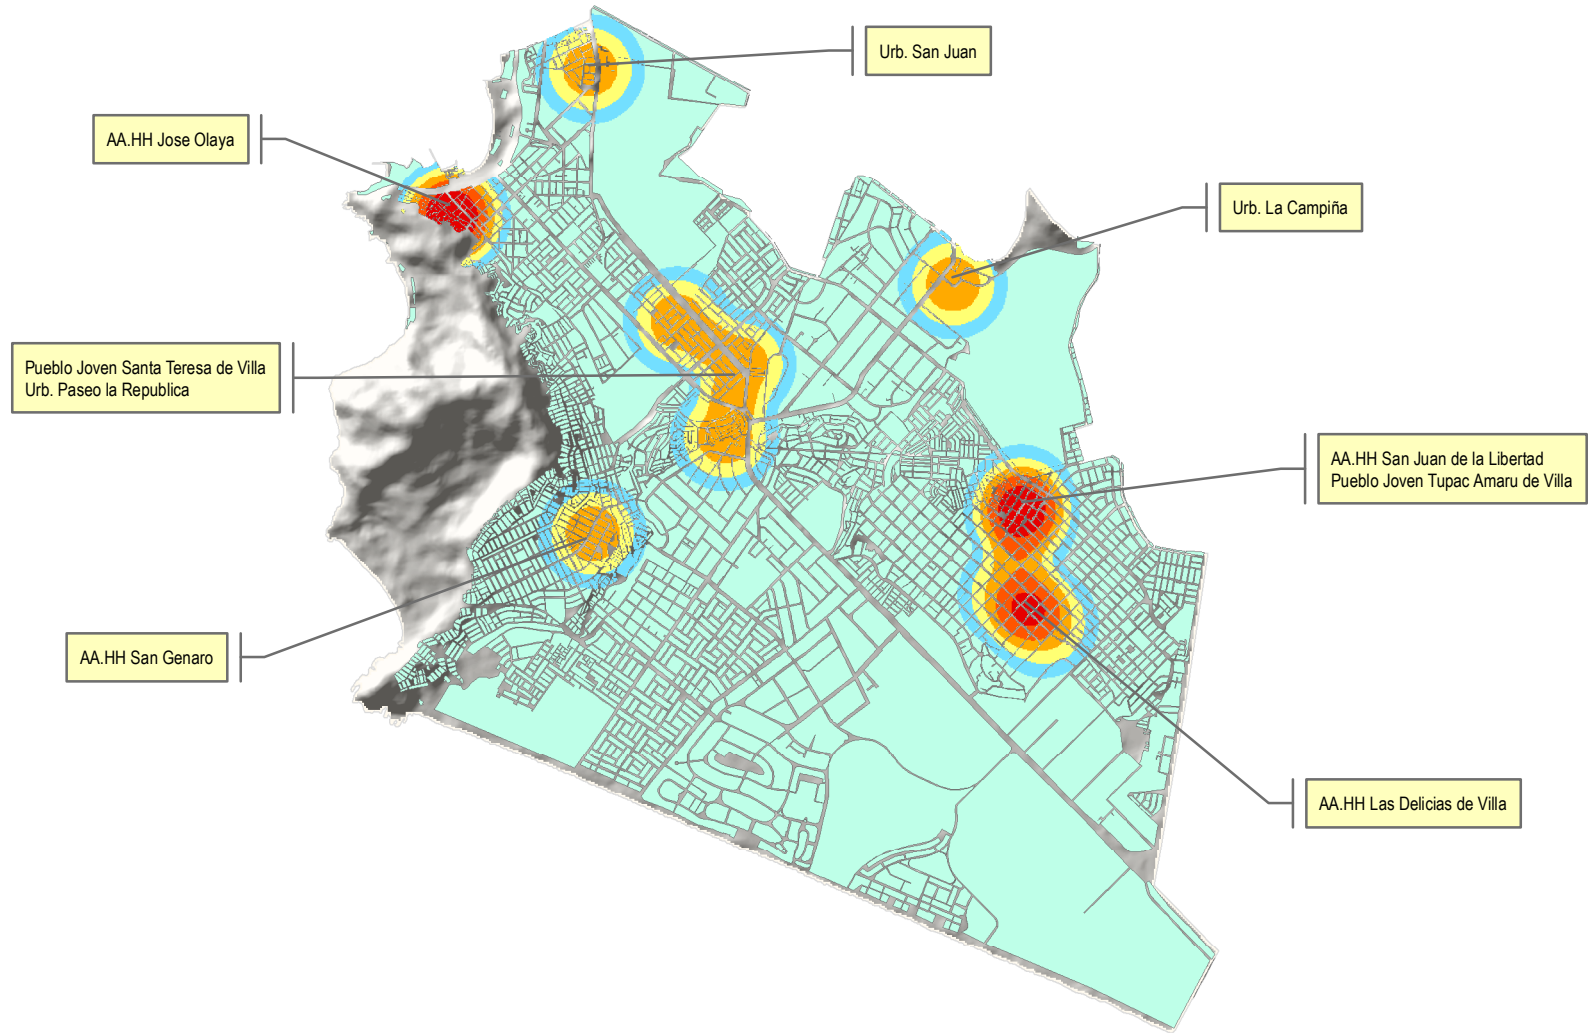 Urb. San Juan
AA.HH Jose Olaya
Urb. La Campiña
Pueblo Joven Santa Teresa de Villa
Urb. Paseo la Republica
AA.HH San Juan de la Libertad
Pueblo Joven Tupac Amaru de Villa
AA.HH San Genaro
AA.HH Las Delicias de Villa